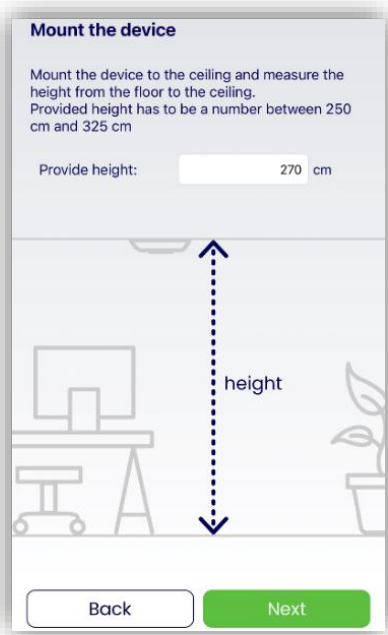 Mount the device
Mount the device to the ceiling and measure the
height from the floor to the ceiling.
Provided height has to be a number between 250
cm and 325 cm
Provide height: 270 cm
height
Back Next